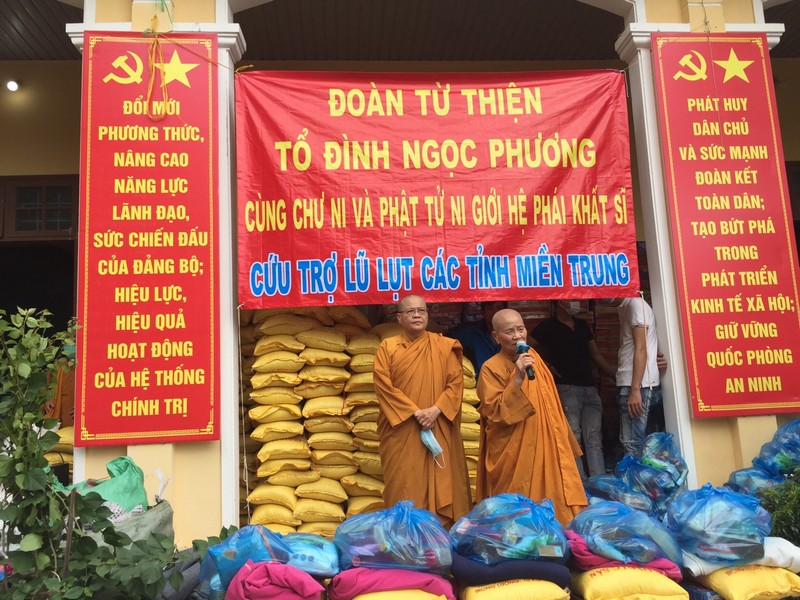 ĐỔI MỚI
PHƯƠNG THỨC,
NÂNG CAO
NĂNG LỰC
LÃNH ĐẠO,
SỨC CHIẾN ĐẤU
CỦA ĐẢNG BỘ;
HIỆU LỰC,
HIỆU QUẢ
HOẠT ĐỘNG
CỦA HỆ THỐNG
CHÍNH TRỊ
ĐOÀN TỪ THIỆN
TỔ ĐÌNH NGỌC PHƯƠNG
CÙNG CHƯ NI VÀ PHẬT TỬ NI GIỚI HỆ PHÁI KHẤT SĨ
CỨU TRỢ LŨ LỤT CÁC TỈNH MIỀN TRUNG
PHÁT HUY
DÂN CHỦ
VÀ SỨC MẠNH
ĐOÀN KẾT
TOÀN DÂN;
TẠO BỨT PHÁ
TRONG
PHÁT TRIỂN
KINH TẾ XÃ HỘI;
GIỮ VỮNG
QUỐC PHÒNG
AN NINH